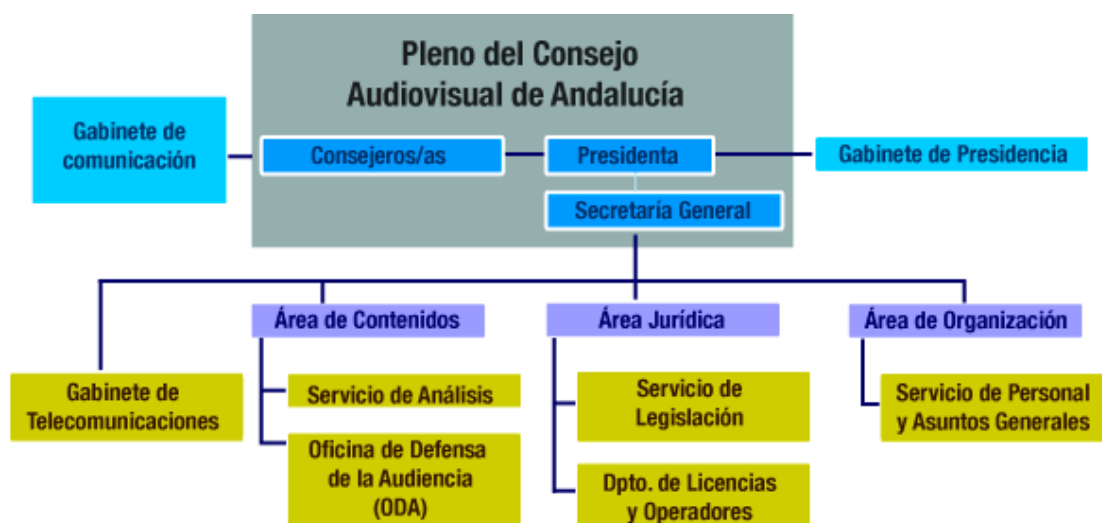 Pleno del Consejo
Audiovisual de Andalucía
Gabinete de
comunicación
Consejeros/as
Presidenta
Gabinete de Presidencia
Secretaría General
Área de Contenidos
Área Jurídica
Área de Organización
Gabinete de
Telecomunicaciones
Servicio de Análisis
Oficina de Defensa
de la Audiencia
(ODA)
Servicio de
Legislación
Dpto. de Licencias
y Operadores
Servicio de Personal
y Asuntos Generales